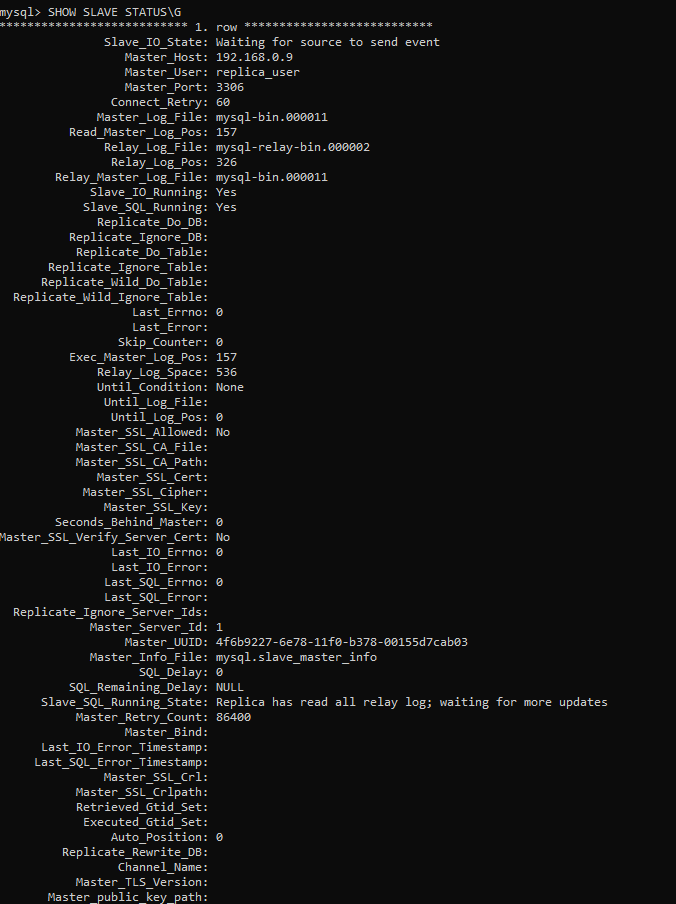 mysql> SHOW SLAVE STATUS\G
*************************** 1. row ***************************
Slave_IO_State: Waiting for source to send event
Master_Host: 192.168.0.9
Master_User: replica_user
Master_Port: 3306
Connect_Retry: 60
Master_Log_File: mysql-bin.000011
Read_Master_Log_Pos: 157
Relay_Log_File: mysql-relay-bin.000002
Relay_Log_Pos: 326
Relay_Master_Log_File: mysql-bin.000011
Slave_IO_Running: Yes
Slave_SQL_Running: Yes
Replicate_Do_DB:
Replicate_Ignore_DB:
Replicate_Do_Table:
Replicate_Ignore_Table:
Replicate_Wild_Do_Table:
Replicate_Wild_Ignore_Table:
Last_Errno: 0
Last_Error:
Skip_Counter: 0
Exec_Master_Log_Pos: 157
Relay_Log_Space: 536
Until_Condition: None
Until_Log_File:
Until_Log_Pos: 0
Master_SSL_Allowed: No
Master_SSL_CA_File:
Master_SSL_CA_Path:
Master_SSL_Cert:
Master_SSL_Cipher:
Master_SSL_Key:
Seconds_Behind_Master: 0
Master_SSL_Verify_Server_Cert: No
Last_IO_Errno: 0
Last_IO_Error:
Last_SQL_Errno: 0
Last_SQL_Error:
Replicate_Ignore_Server_Ids:
Master_Server_Id: 1
Master_UUID: 4f6b9227-6e78-11f0-b378-00155d7cab03
Master_Info_File: mysql.slave_master_info
SQL_Delay: 0
SQL_Remaining_Delay: NULL
Slave_SQL_Running_State: Replica has read all relay log; waiting for more updates
Master_Retry_Count: 86400
Master_Bind:
Last_IO_Error_Timestamp:
Last_SQL_Error_Timestamp:
Master_SSL_Crl:
Master_SSL_Crlpath:
Retrieved_Gtid_Set:
Executed_Gtid_Set:
Auto_Position: 0
Replicate_Rewrite_DB:
Channel_Name:
Master_TLS_Version:
Master_public_key_path: